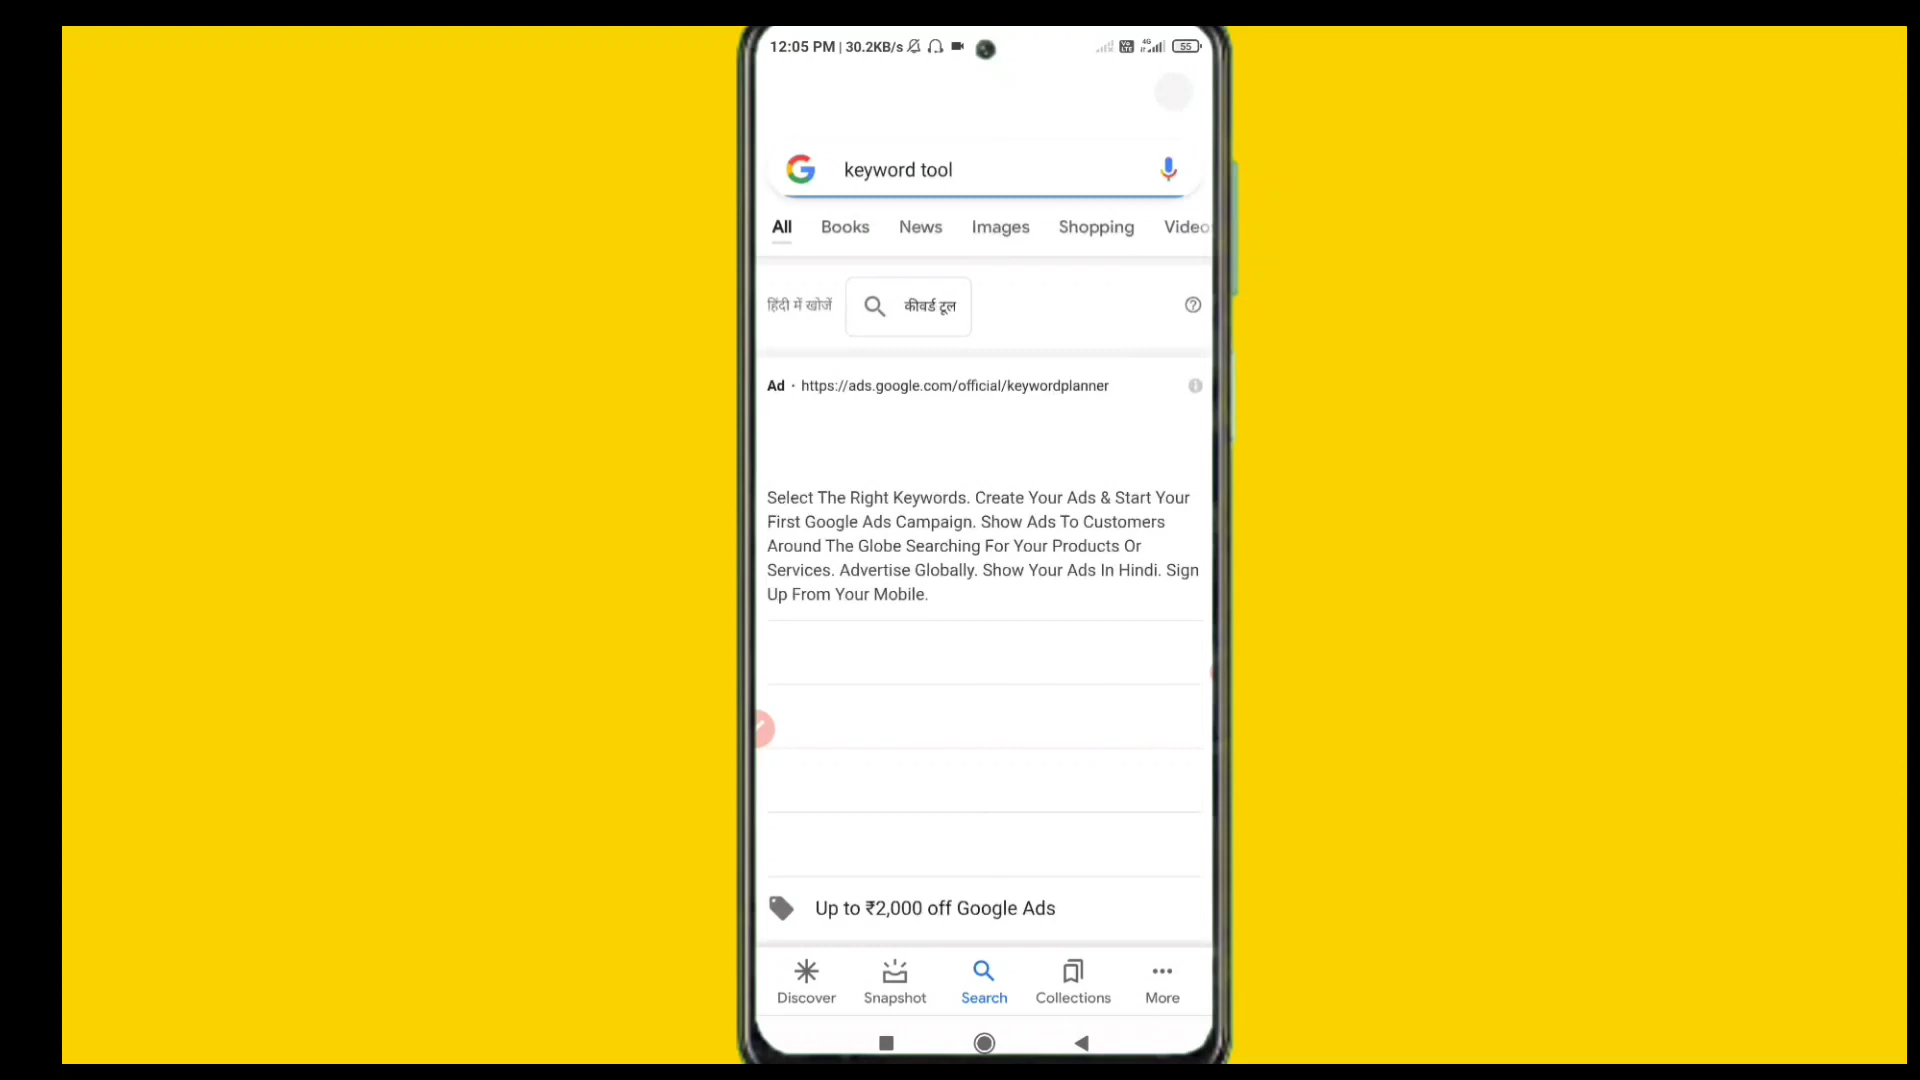 12:05 PM | 30.2KB/s 4G 55
keyword tool
All Books News Images Shopping Video
हिंदी में खोजें कीवर्ड टूल
Ad · https://ads.google.com/official/keywordplanner
Select The Right Keywords. Create Your Ads & Start Your
First Google Ads Campaign. Show Ads To Customers
Around The Globe Searching For Your Products Or
Services. Advertise Globally. Show Your Ads In Hindi. Sign
Up From Your Mobile.
Up to ₹2,000 off Google Ads
Discover Snapshot Search Collections More